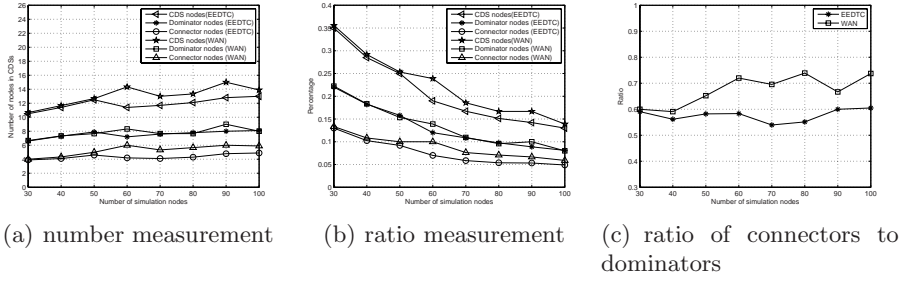 26
24
22
20
18
16
14
12
10
8
6
4
2
0
Number of nodes in CDSs
30 40 50 60 70 80 90 100
Number of simulation nodes
CDS nodes(EEDTC)
Dominator nodes (EEDTC)
Connector nodes (EEDTC)
CDS nodes(WAN)
Dominator nodes (WAN)
Connector nodes (WAN)
(a) number measurement
0.4
0.35
0.3
0.25
0.2
0.15
0.1
0.05
0
Percentage
30 40 50 60 70 80 90 100
Number of simulation nodes
CDS nodes(EEDTC)
Dominator nodes (EEDTC)
Connector nodes (EEDTC)
CDS nodes(WAN)
Dominator nodes (WAN)
Connector nodes (WAN)
(b) ratio measurement
1
0.9
0.8
0.7
0.6
0.5
0.4
0.3
Ratio
30 40 50 60 70 80 90 100
Number of simulation nodes
EEDTC
WAN
(c) ratio of connectors to
dominators